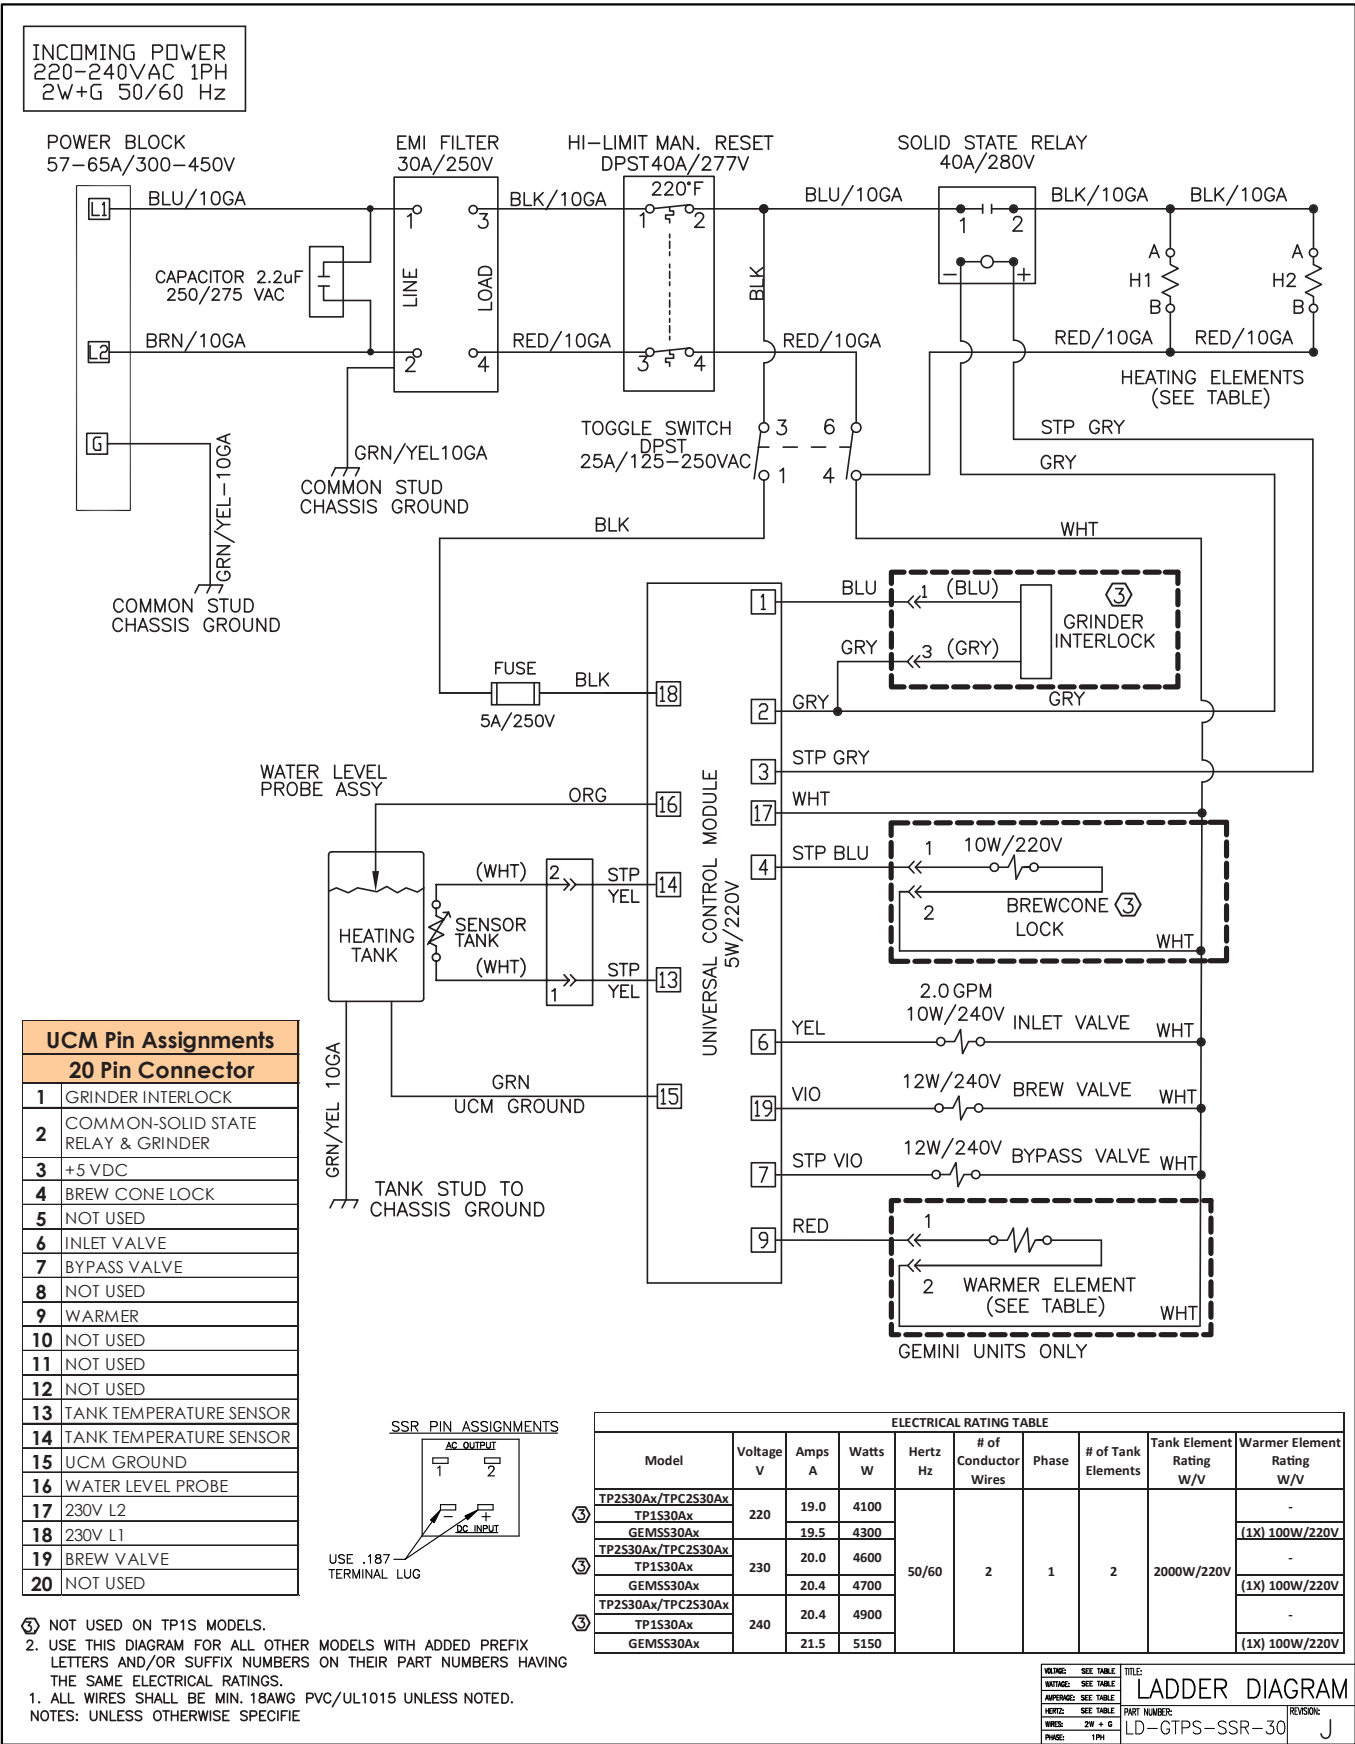 INCOMING POWER
220-240VAC 1PH
2W+G 50/60 Hz
POWER BLOCK
57-65A/300-450V
EMI FILTER
30A/250V
HI-LIMIT MAN. RESET
DPST40A/277V
SOLID STATE RELAY
40A/280V
220°F
L1
BLU/10GA
1
3
BLK/10GA
1
2
BLU/10GA
1
2
BLK/10GA
BLK/10GA
CAPACITOR 2.2uF
250/275 VAC
LINE
LOAD
BLK
-
+
A
H1
B
A
H2
B
L2
BRN/10GA
2
4
RED/10GA
3
4
RED/10GA
RED/10GA
RED/10GA
HEATING ELEMENTS
(SEE TABLE)
G
GRN/YEL-10GA
GRN/YEL10GA
COMMON STUD
CHASSIS GROUND
TOGGLE SWITCH
DPST
25A/125-250VAC
3
6
1
4
STP GRY
GRY
BLK
WHT
COMMON STUD
CHASSIS GROUND
1
BLU
1
(BLU)
3
GRINDER
INTERLOCK
GRY
3
(GRY)
FUSE
5A/250V
BLK
18
2
GRY
GRY
3
STP GRY
WATER LEVEL
PROBE ASSY
ORG
16
17
WHT
UNIVERSAL CONTROL MODULE
5W/220V
4
STP BLU
1
10W/220V
2
BREWCONE
3
LOCK
WHT
HEATING
TANK
SENSOR
TANK
(WHT)
2
STP
YEL
14
(WHT)
1
STP
YEL
13
2.0 GPM
10W/240V
6
YEL
INLET VALVE
WHT
12W/240V
19
VIO
BREW VALVE
WHT
12W/240V
7
STP VIO
BYPASS VALVE
WHT
GRN
UCM GROUND
15
GRN/YEL 10GA
TANK STUD TO
CHASSIS GROUND
9
RED
1
2
WARMER ELEMENT
(SEE TABLE)
WHT
GEMINI UNITS ONLY
UCM Pin Assignments
20 Pin Connector
1 GRINDER INTERLOCK
2 COMMON-SOLID STATE
RELAY & GRINDER
3 +5 VDC
4 BREW CONE LOCK
5 NOT USED
6 INLET VALVE
7 BYPASS VALVE
8 NOT USED
9 WARMER
10 NOT USED
11 NOT USED
12 NOT USED
13 TANK TEMPERATURE SENSOR
14 TANK TEMPERATURE SENSOR
15 UCM GROUND
16 WATER LEVEL PROBE
17 230V L2
18 230V L1
19 BREW VALVE
20 NOT USED
SSR PIN ASSIGNMENTS
AC OUTPUT
1 2
- +
DC INPUT
USE .187
TERMINAL LUG
ELECTRICAL RATING TABLE
Model Voltage V Amps A Watts W Hertz Hz # of Conductor Wires Phase # of Tank Elements Tank Element Rating W/V Warmer Element Rating W/V
TP2S30Ax/TPC2S30Ax
3 TP1S30Ax 220 19.0 4100 -
GEMSS30Ax 19.5 4300 (1X) 100W/220V
TP2S30Ax/TPC2S30Ax
3 TP1S30Ax 230 20.0 4600 50/60 2 1 2 2000W/220V -
GEMSS30Ax 20.4 4700 (1X) 100W/220V
TP2S30Ax/TPC2S30Ax
3 TP1S30Ax 240 20.4 4900 -
GEMSS30Ax 21.5 5150 (1X) 100W/220V
3 NOT USED ON TP1S MODELS.
2. USE THIS DIAGRAM FOR ALL OTHER MODELS WITH ADDED PREFIX
LETTERS AND/OR SUFFIX NUMBERS ON THEIR PART NUMBERS HAVING
THE SAME ELECTRICAL RATINGS.
1. ALL WIRES SHALL BE MIN. 18AWG PVC/UL1015 UNLESS NOTED.
NOTES: UNLESS OTHERWISE SPECIFIE
VOLTAGE: SEE TABLE
WATTAGE: SEE TABLE
AMPERAGE: SEE TABLE
HERTZ: SEE TABLE
WIRES: 2W + G
PHASE: 1PH
TITLE:
LADDER DIAGRAM
PART NUMBER:
LD-GTPS-SSR-30
REVISION:
J